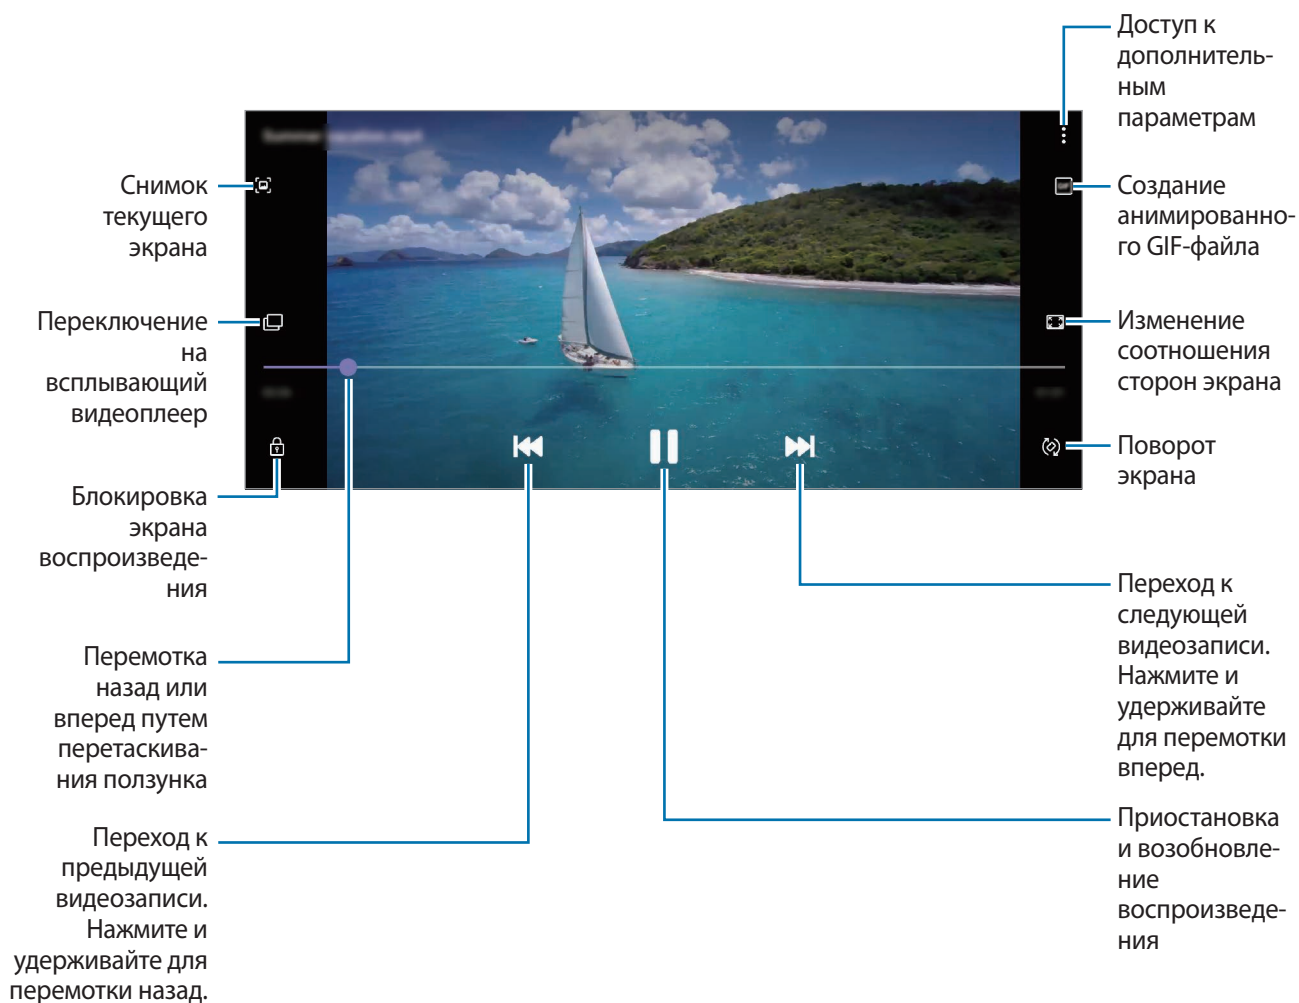 Доступ к
дополнитель-
ным
параметрам
Снимок
текущего
экрана
Создание
анимированно-
го GIF-файла
Переключение
на
всплывающий
видеоплеер
Изменение
соотношения
сторон экрана
Блокировка
экрана
воспроизведе-
ния
Поворот
экрана
Перемотка
назад или
вперед путем
перетаскива-
ния ползунка
Переход к
следующей
видеозаписи.
Нажмите и
удерживайте
для перемотки
вперед.
Переход к
предыдущей
видеозаписи.
Нажмите и
удерживайте для
перемотки назад.
Приостановка
и возобновле-
ние
воспроизведе-
ния